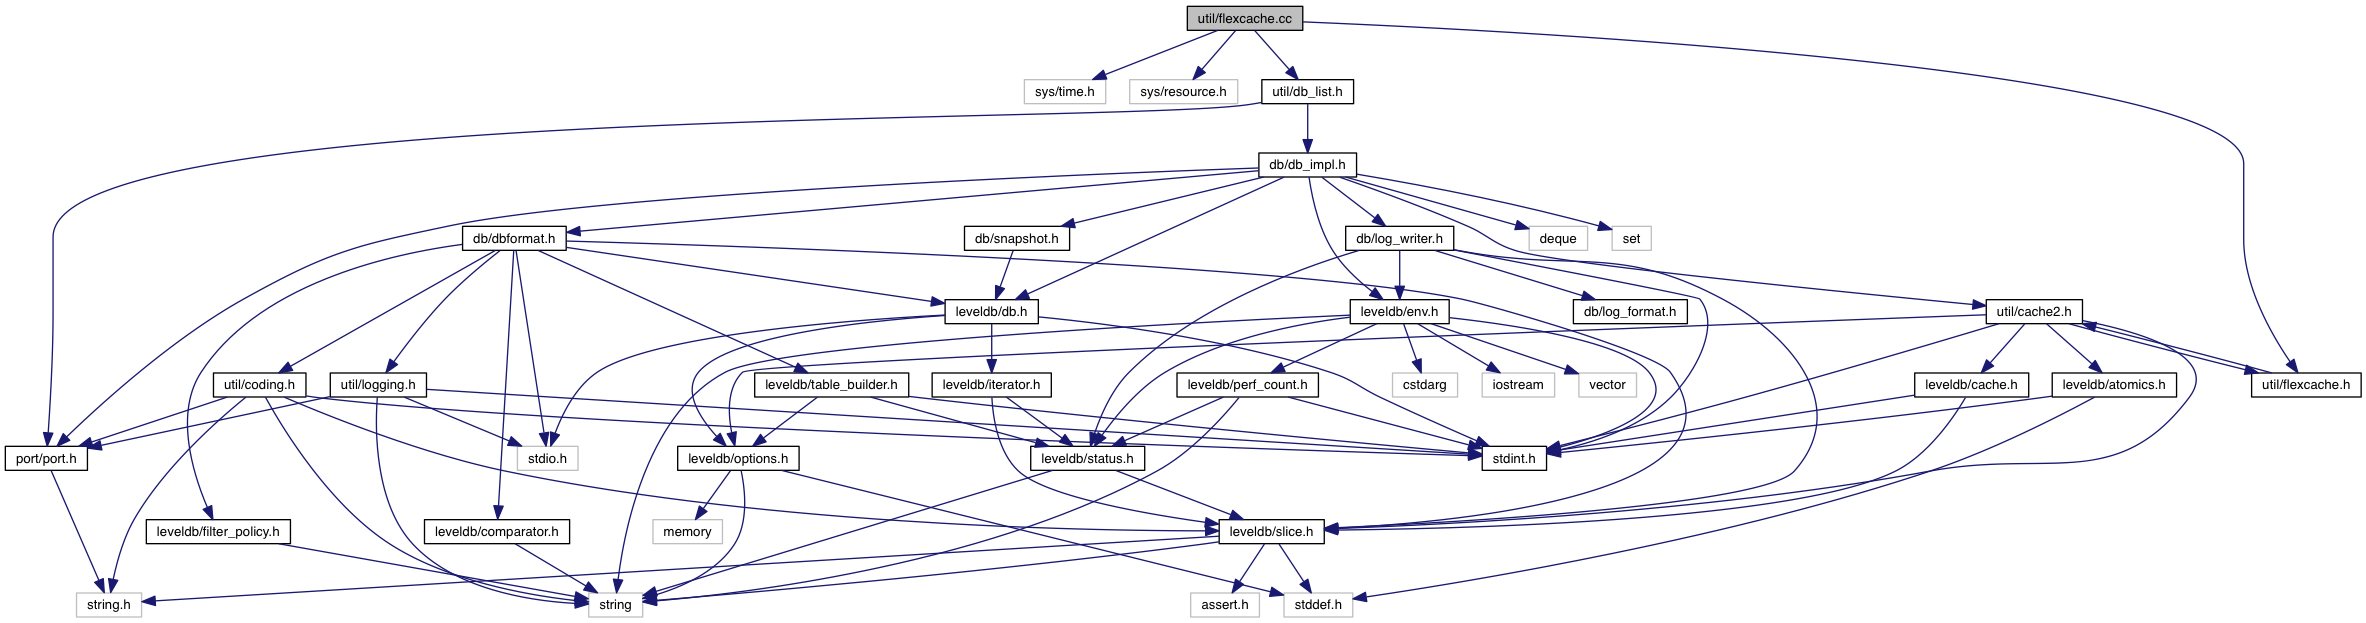 util/flexcache.cc
sys/time.h
sys/resource.h
util/db_list.h
db/db_impl.h
db/dbformat.h
db/snapshot.h
db/log_writer.h
deque
set
leveldb/db.h
leveldb/env.h
db/log_format.h
util/cache2.h
util/coding.h
util/logging.h
leveldb/table_builder.h
leveldb/iterator.h
leveldb/perf_count.h
cstdarg
iostream
vector
leveldb/cache.h
leveldb/atomics.h
util/flexcache.h
port/port.h
stdio.h
leveldb/options.h
leveldb/status.h
stdint.h
leveldb/filter_policy.h
leveldb/comparator.h
memory
leveldb/slice.h
string.h
string
assert.h
stddef.h